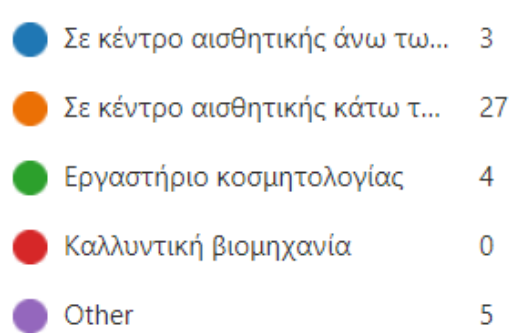 Σε κέντρο αισθητικής άνω τω... 3
Σε κέντρο αισθητικής κάτω τ... 27
Εργαστήριο κοσμητολογίας 4
Καλλυντική βιομηχανία 0
Other 5